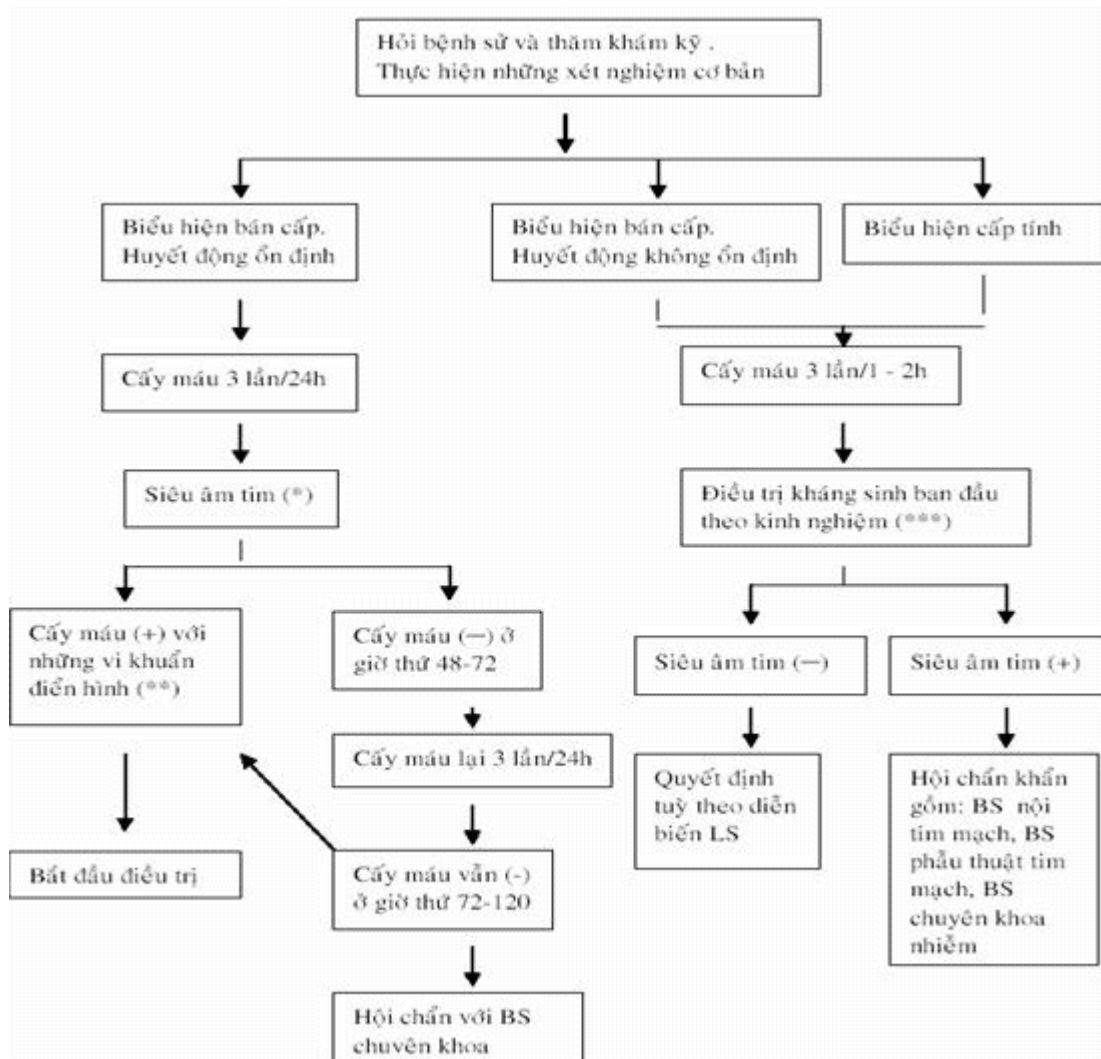 Hỏi bệnh sử và thăm khám kỹ .
Thực hiện những xét nghiệm cơ bản
Biểu hiện bán cấp.
Huyết động ổn định
Biểu hiện bán cấp.
Huyết động không ổn định
Biểu hiện cấp tính
Cấy máu 3 lần/24h
Cấy máu 3 lần/1 - 2h
Siêu âm tim (*)
Điều trị kháng sinh ban đầu
theo kinh nghiệm (***)
Cấy máu (+) với
những vi khuẩn
điển hình (**)
Cấy máu (—) ở
giờ thứ 48-72
Siêu âm tim (—)
Siêu âm tim (+)
Cấy máu lại 3 lần/24h
Quyết định
tuỳ theo diễn
biến LS
Hội chẩn khẩn
gồm: BS nội
tim mạch, BS
phẫu thuật tim
mạch, BS
chuyên khoa
nhiễm
Bắt đầu điều trị
Cấy máu vẫn (-)
ở giờ thứ 72-120
Hội chẩn với BS
chuyên khoa